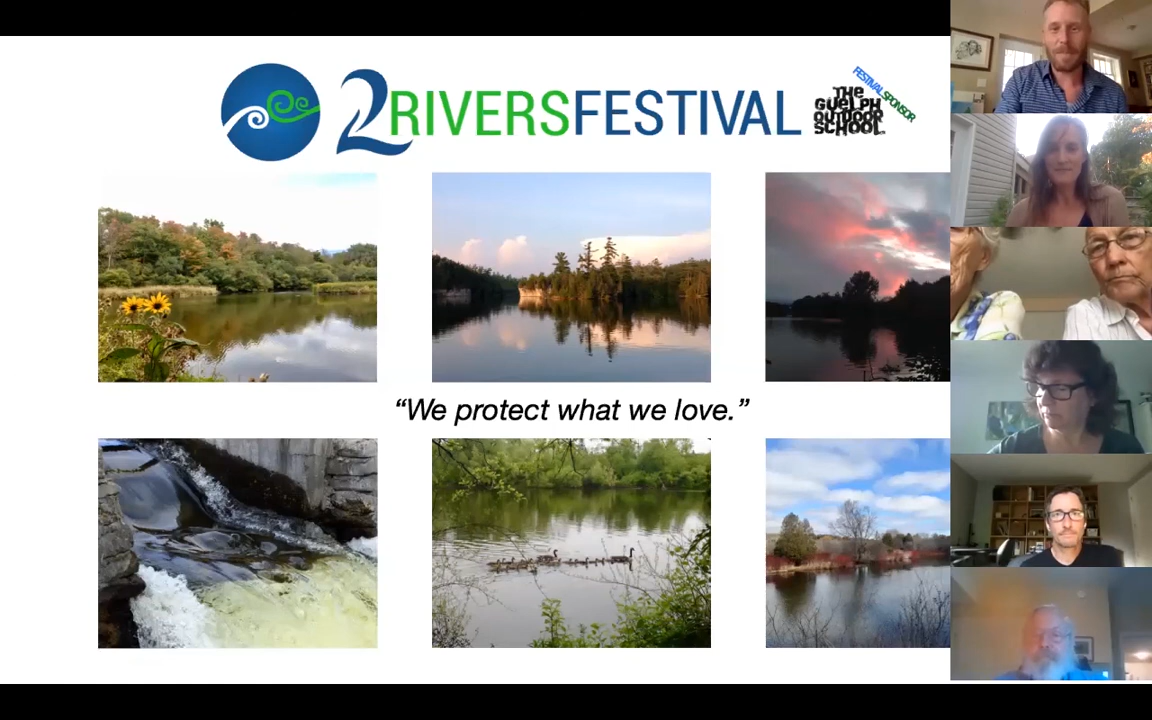 2RIVERSFESTIVAL
FESTIVAL SPONSOR
THE
GUELPH
OUTDOOR
SCHOOL
“We protect what we love.”